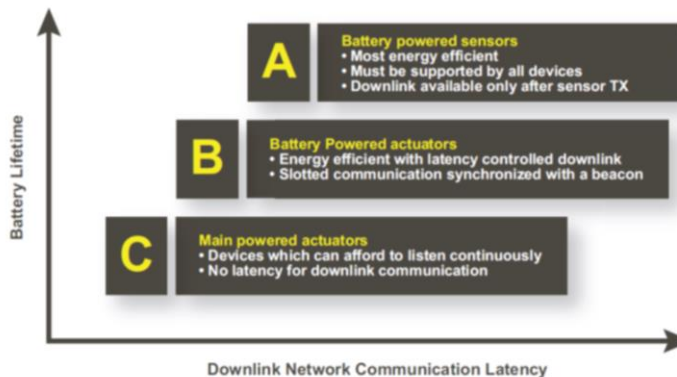 Battery Lifetime
A
Battery powered sensors
• Most energy efficient
• Must be supported by all devices
• Downlink available only after sensor TX
B
Battery Powered actuators
• Energy efficient with latency controlled downlink
• Slotted communication synchronized with a beacon
C
Main powered actuators
• Devices which can afford to listen continuously
• No latency for downlink communication
Downlink Network Communication Latency